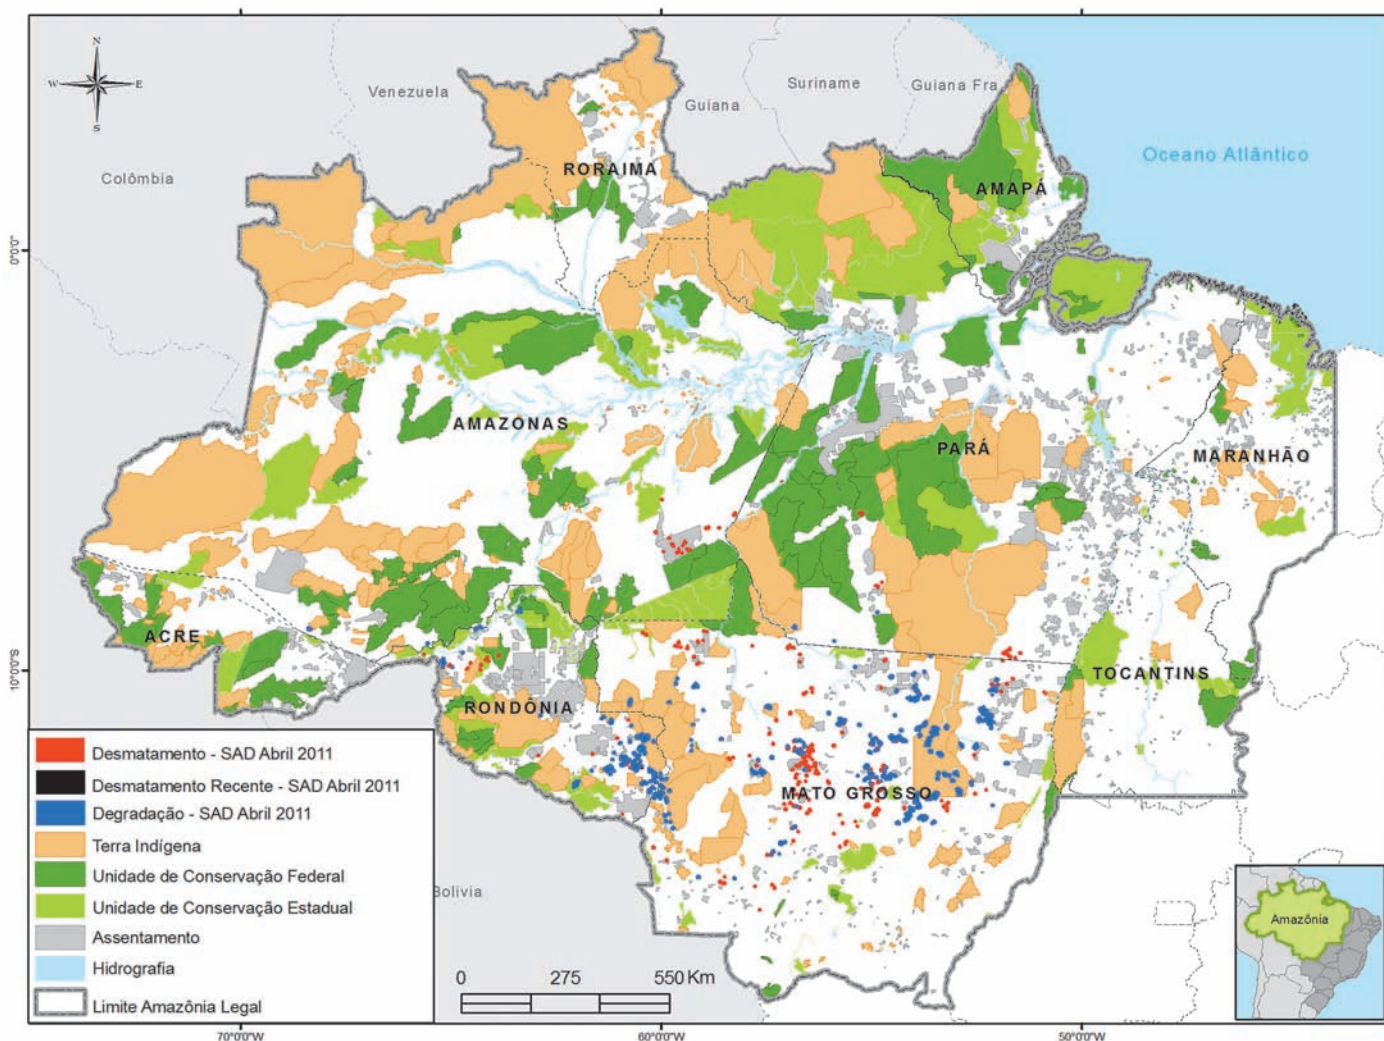 N
W
E
S
Venezuela
Guiana
Suriname
Guiana Fra
Colômbia
Oceano Atlântico
RORAIMA
AMAPÁ
0°0'0"
AMAZONAS
PARÁ
MARANHÃO
ACRE
10°0'0"S
TOCANTINS
RONDÔNIA
MATO GROSSO
Bolivia
Desmatamento - SAD Abril 2011
Desmatamento Recente - SAD Abril 2011
Degradação - SAD Abril 2011
Terra Indígena
Unidade de Conservação Federal
Unidade de Conservação Estadual
Assentamento
Hidrografia
Limite Amazônia Legal
0 275 550 Km
Amazônia
70°0'0"W 60°0'0"W 50°0'0"W